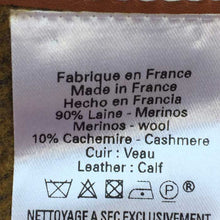 Fabrique en France
Made in France
Hecho en Francia
90% Laine - Merinos
Merinos - wool
10% Cachemire - Cashmere
Cuir : Veau
Leather : Calf
P
NETTOYAGE A SEC EXCLUSIVEMENT